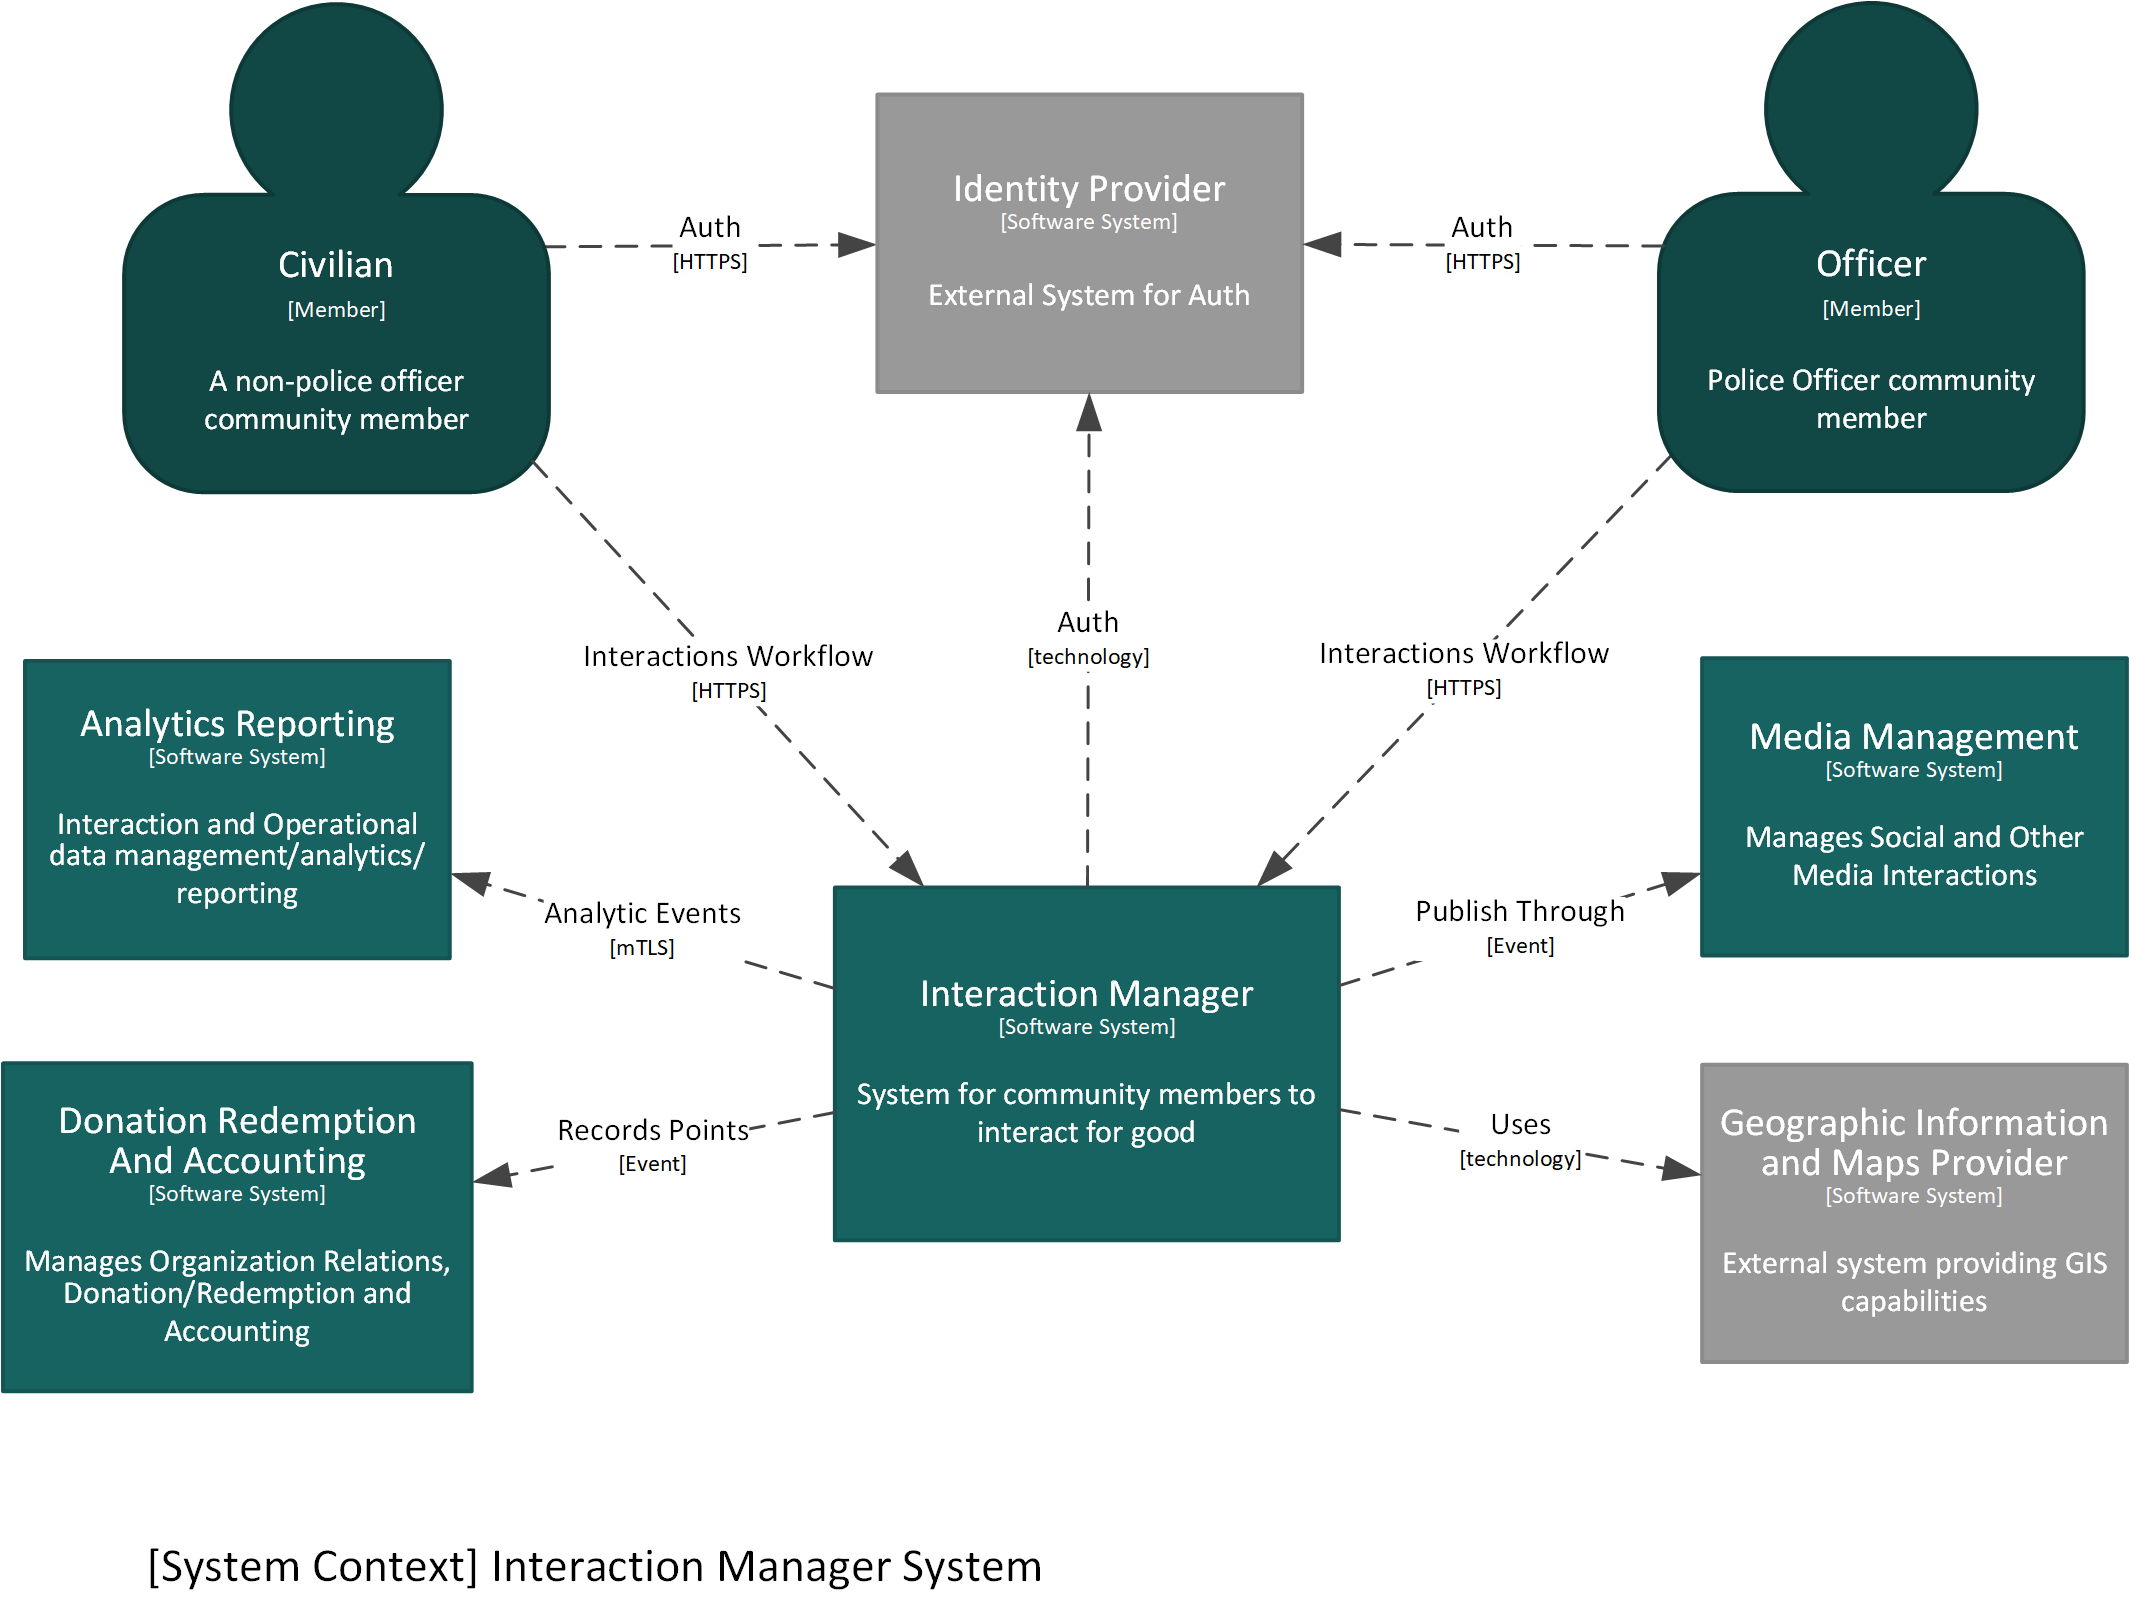 Civilian
[Member]
A non-police officer
community member
Auth
[HTTPS]
Identity Provider
[Software System]
External System for Auth
Auth
[HTTPS]
Officer
[Member]
Police Officer community
member
Interactions Workflow
[HTTPS]
Auth
[technology]
Interactions Workflow
[HTTPS]
Analytics Reporting
[Software System]
Interaction and Operational
data management/analytics/
reporting
Analytic Events
[mTLS]
Publish Through
[Event]
Media Management
[Software System]
Manages Social and Other
Media Interactions
Interaction Manager
[Software System]
System for community members to
interact for good
Donation Redemption
And Accounting
[Software System]
Manages Organization Relations,
Donation/Redemption and
Accounting
Records Points
[Event]
Uses
[technology]
Geographic Information
and Maps Provider
[Software System]
External system providing GIS
capabilities
[System Context] Interaction Manager System